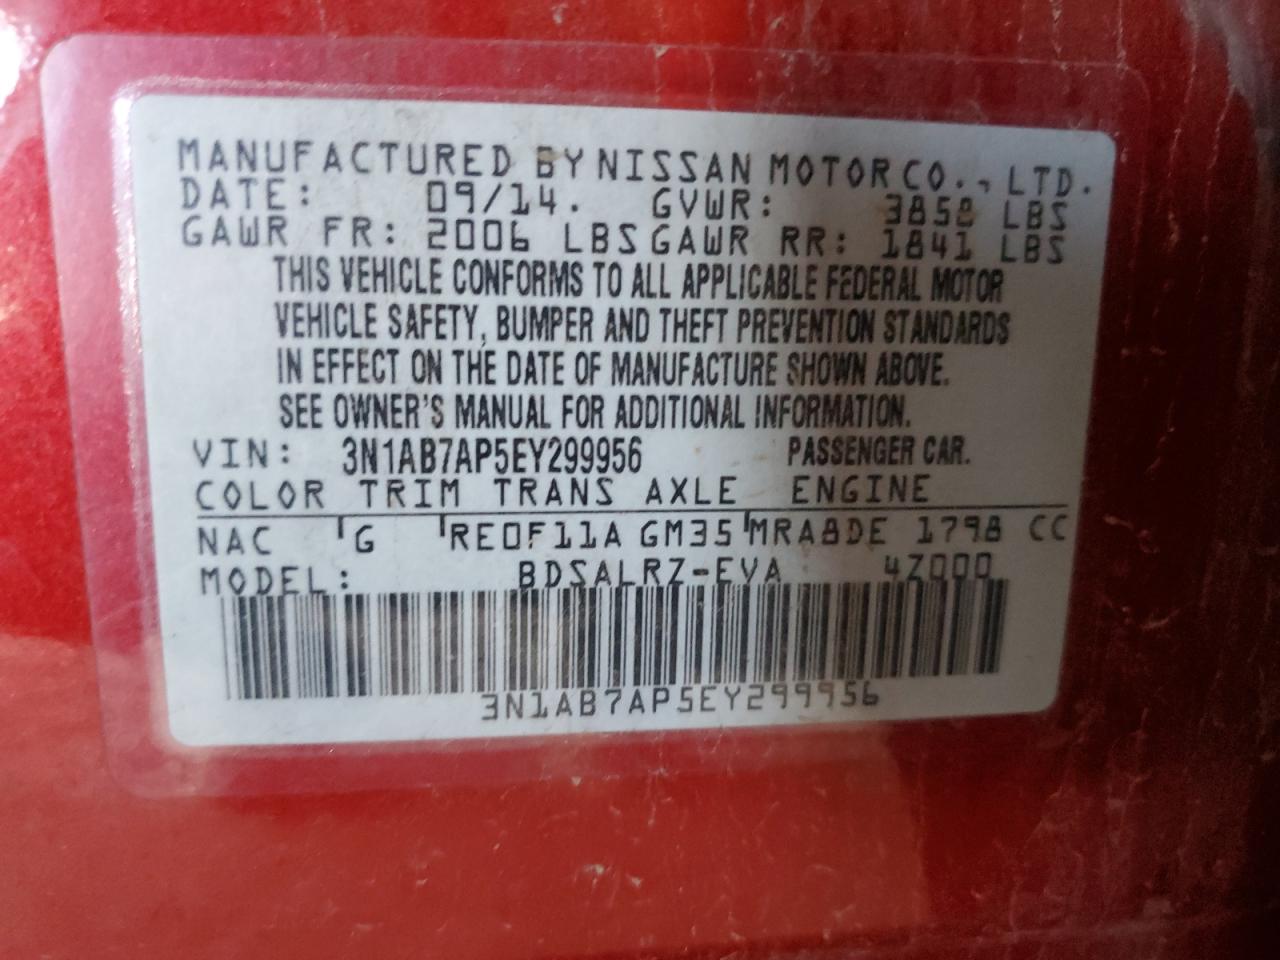 MANUFACTURED BY NISSAN MOTOR CO., LTD.
DATE: 09/14. GVWR: 3858 LBS
GAWR FR: 2006 LBS GAWR RR: 1841 LBS
THIS VEHICLE CONFORMS TO ALL APPLICABLE FEDERAL MOTOR
VEHICLE SAFETY, BUMPER AND THEFT PREVENTION STANDARDS
IN EFFECT ON THE DATE OF MANUFACTURE SHOWN ABOVE.
SEE OWNER'S MANUAL FOR ADDITIONAL INFORMATION.
VIN: 3N1AB7AP5EY299956 PASSENGER CAR.
COLOR TRIM TRANS AXLE ENGINE
NAC G RE0F11A GM35 MRA8DE 1798 CC
MODEL: BDSALRZ-EVA 4Z000
3N1AB7AP5EY299956